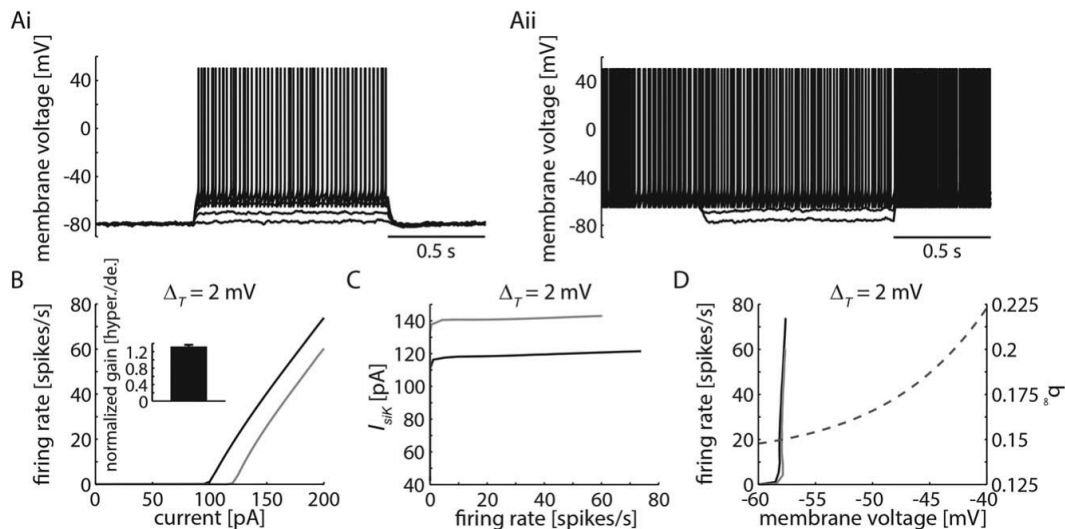 Ai
Aii
membrane voltage [mV]
40
0
-40
-80
0.5 s
membrane voltage [mV]
40
0
-40
-80
0.5 s
B
Δ_T = 2 mV
firing rate [spikes/s]
80
60
40
20
0
normalized gain [hyper./de.]
1.2
0.8
0.4
0
0 50 100 150 200
current [pA]
C
Δ_T = 2 mV
I_siK [pA]
140
120
100
80
60
40
0 20 40 60 80
firing rate [spikes/s]
D
Δ_T = 2 mV
firing rate [spikes/s]
80
60
40
20
0
0.225
0.2
0.175
0.15
0.125
b∞
-60 -55 -50 -45 -40
membrane voltage [mV]